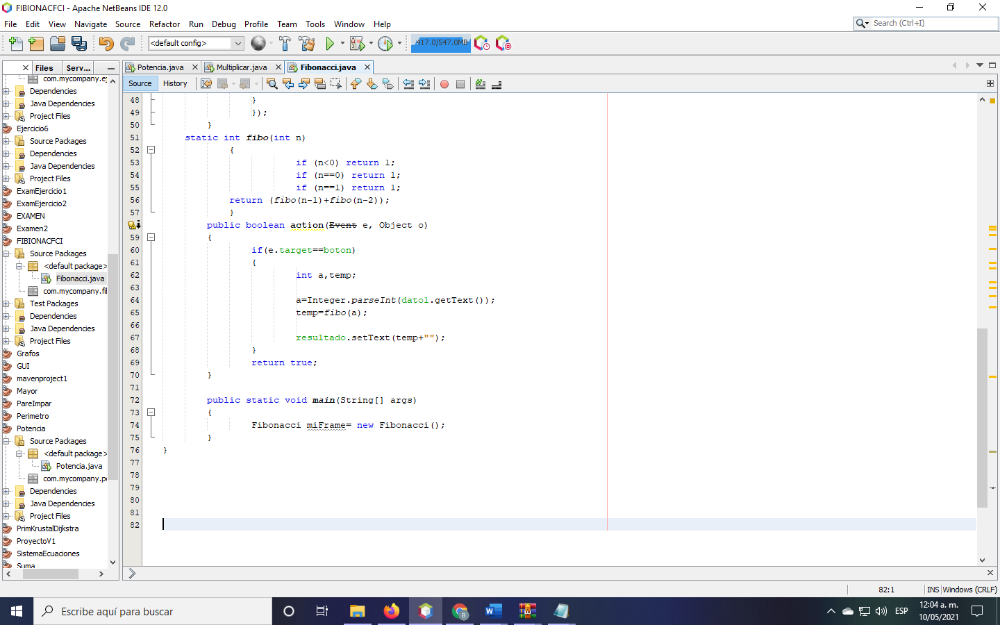 FIBIONACFCI - Apache NetBeans IDE 12.0
File Edit View Navigate Source Refactor Run Debug Profile Team Tools Window Help
Search (Ctrl+I)
<default config>
417.0/547.0MB
Files
Serv...
Potencia.java
Multiplicar.java
Fibonacci.java
Source
History
com.mycompany.ej
Dependencies
Java Dependencies
Project Files
Ejercicio6
Source Packages
Dependencies
Java Dependencies
Project Files
ExamEjercicio1
ExamEjercicio2
EXAMEN
Examen2
FIBIONACFCI
Source Packages
<default package>
Fibonacci.java
com.mycompany.fil
Test Packages
Dependencies
Java Dependencies
Project Files
Grafos
GUI
mavenproject1
Mayor
PareImpar
Perimetro
Potencia
Source Packages
<default package>
Potencia.java
com.mycompany.po
Dependencies
Java Dependencies
Project Files
PrimKrustalDijkstra
ProyectoV1
SistemaEcuaciones
Suma
48 }
49 });
50 }
51 static int fibo(int n)
52 {
53 if (n<0) return 1;
54 if (n==0) return 1;
55 if (n==1) return 1;
56 return (fibo(n-1)+fibo(n-2));
57 }
public boolean action(Event e, Object o)
59 {
60 if(e.target==boton)
61 {
62 int a,temp;
63
64 a=Integer.parseInt(dato1.getText());
65 temp=fibo(a);
66
67 resultado.setText(temp+"");
68 }
69 return true;
70 }
71
72 public static void main(String[] args)
73 {
74 Fibonacci miFrame= new Fibonacci();
75 }
76 }
77
78
79
80
81
82
82:1
INS
Windows (CRLF)
Escribe aquí para buscar
ESP
12:04 a. m.
10/05/2021